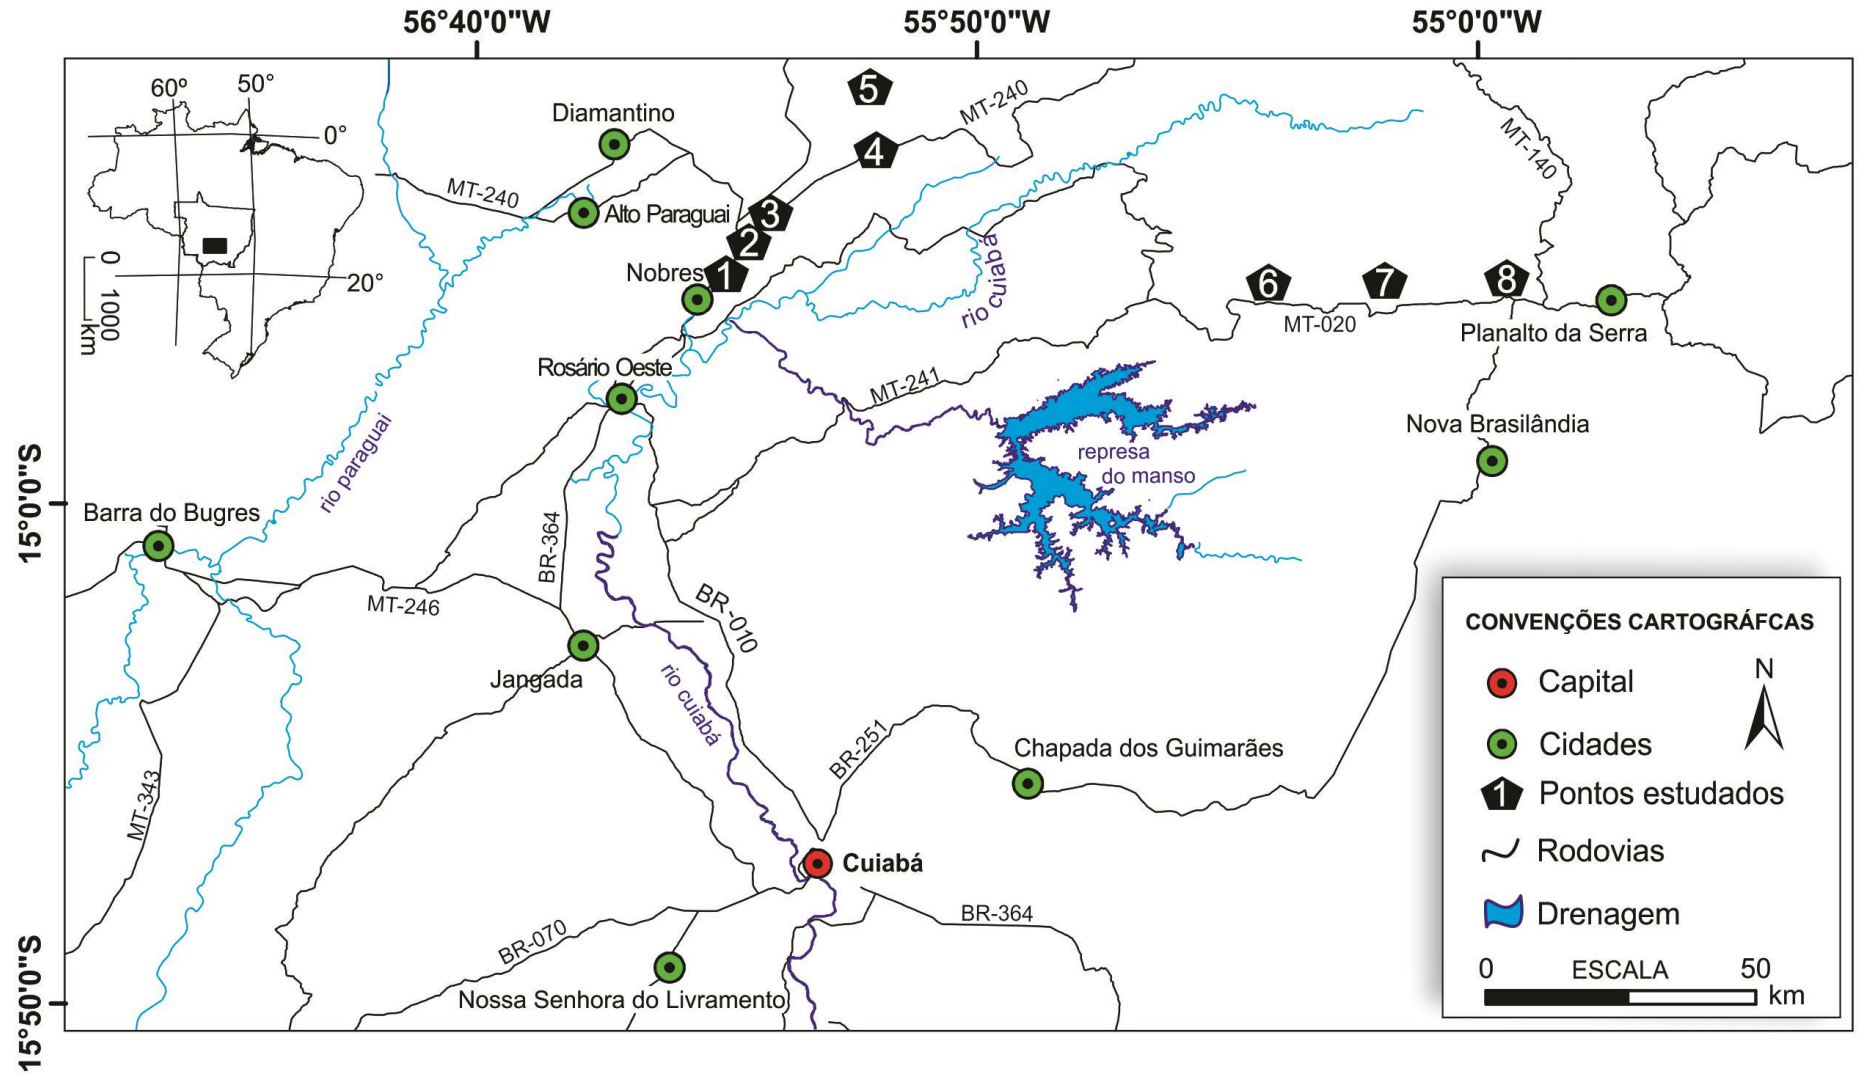 56°40'0"W
55°50'0"W
55°0'0"W
60º
50°
0°
20°
0
1000
km
Diamantino
5
MT-240
4
MT-140
MT-240
Alto Paraguai
3
2
Nobres
1
rio cuiabá
6
7
8
MT-020
Planalto da Serra
Rosário Oeste
MT-241
Nova Brasilândia
rio paraguai
represa
do manso
15°0'0"S
Barra do Bugres
BR-364
MT-246
BR-010
Jangada
rio cuiabá
BR-251
Chapada dos Guimarães
MT-343
Cuiabá
BR-364
BR-070
Nossa Senhora do Livramento
15°50'0"S
CONVENÇÕES CARTOGRÁFCAS
N
Capital
Cidades
1 Pontos estudados
Rodovias
Drenagem
0 ESCALA 50
km